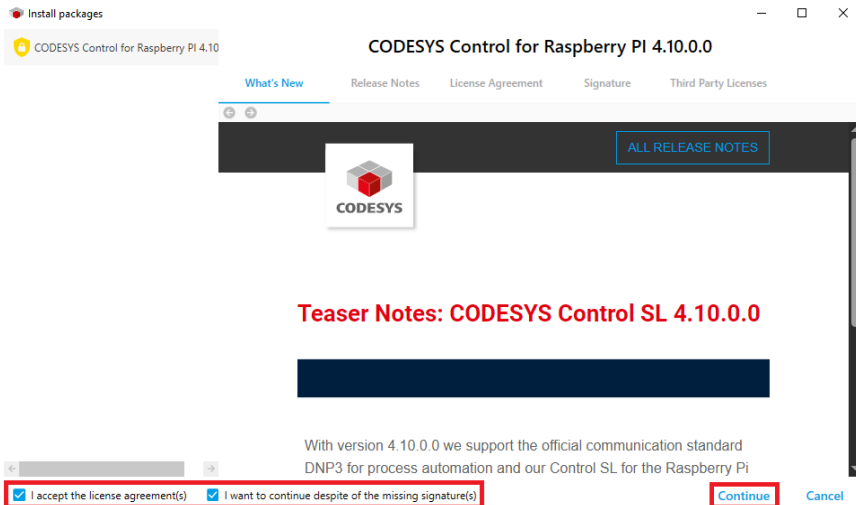 Install packages
CODESYS Control for Raspberry PI 4.10
CODESYS Control for Raspberry PI 4.10.0.0
What's New
Release Notes
License Agreement
Signature
Third Party Licenses
ALL RELEASE NOTES
CODESYS
Teaser Notes: CODESYS Control SL 4.10.0.0
With version 4.10.0.0 we support the official communication standard
DNP3 for process automation and our Control SL for the Raspberry Pi
I accept the license agreement(s)
I want to continue despite of the missing signature(s)
Continue
Cancel